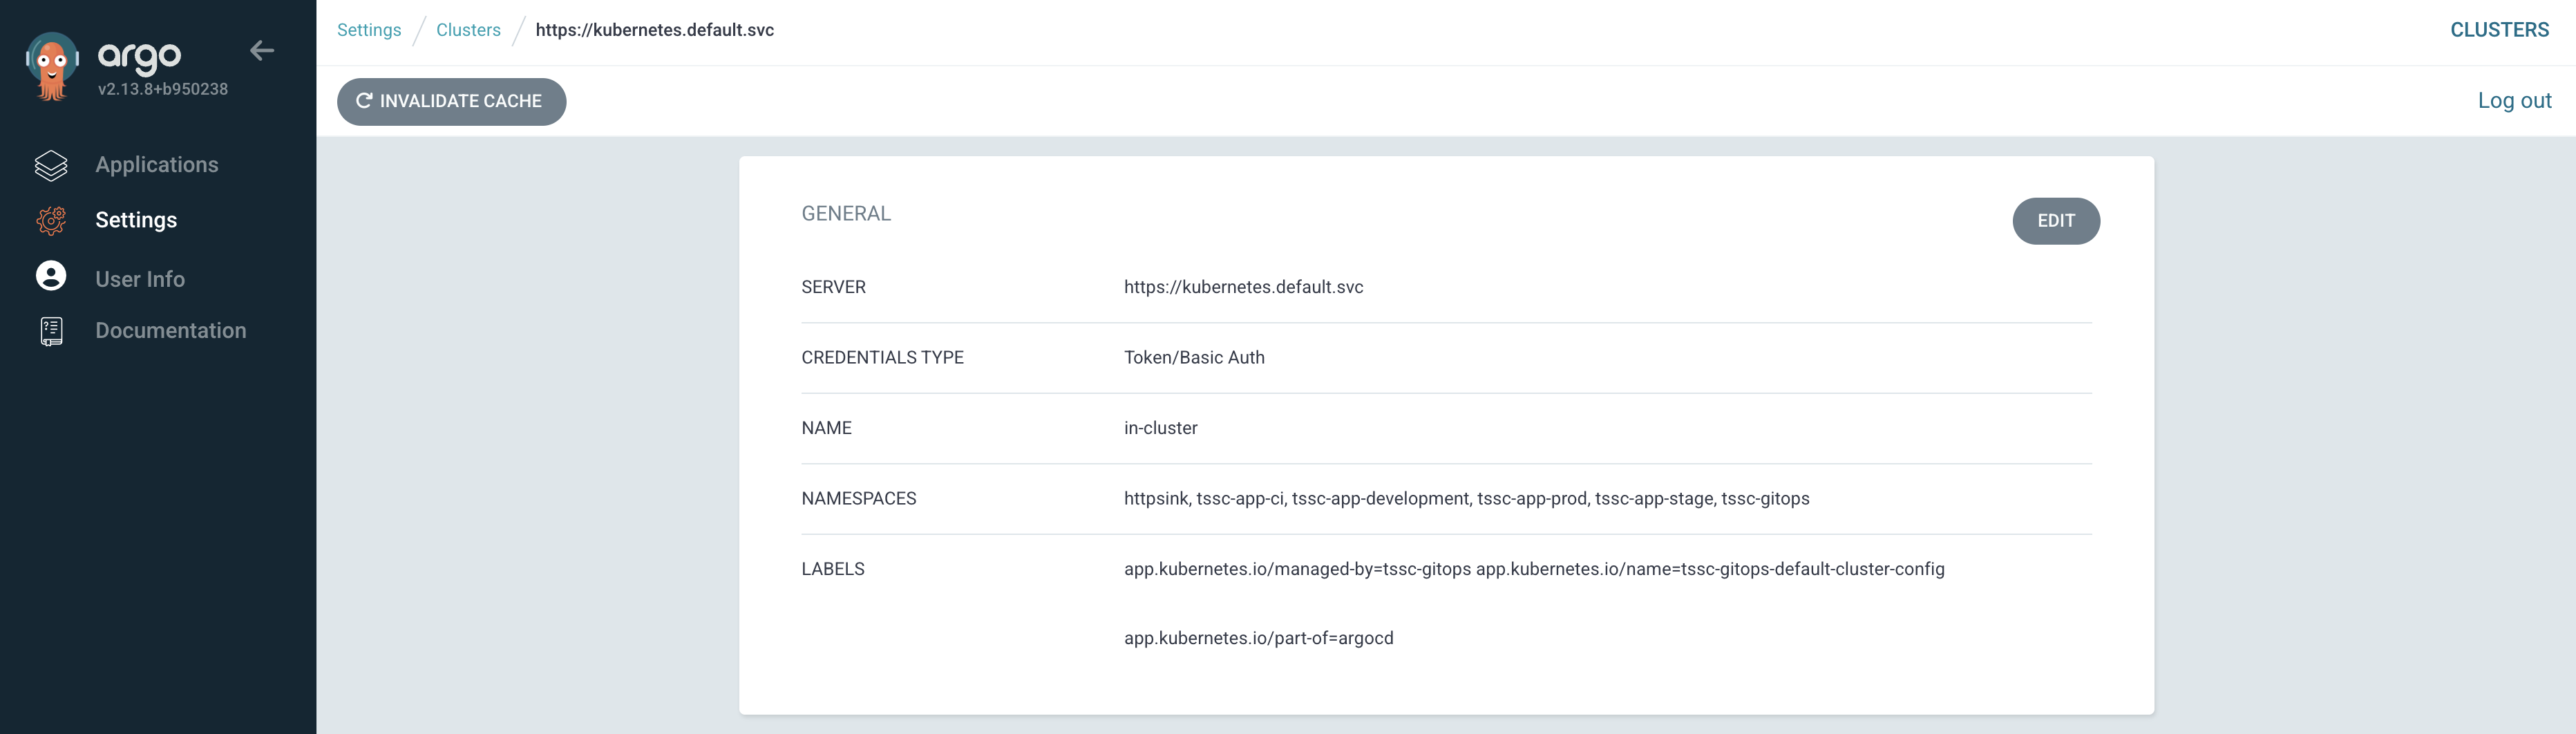 argo
v2.13.8+b950238
Applications
Settings
User Info
Documentation
Settings / Clusters / https://kubernetes.default.svc
CLUSTERS
INVALIDATE CACHE
Log out
GENERAL
EDIT
SERVER https://kubernetes.default.svc
CREDENTIALS TYPE Token/Basic Auth
NAME in-cluster
NAMESPACES httpsink, tssc-app-ci, tssc-app-development, tssc-app-prod, tssc-app-stage, tssc-gitops
LABELS app.kubernetes.io/managed-by=tssc-gitops app.kubernetes.io/name=tssc-gitops-default-cluster-config
app.kubernetes.io/part-of=argocd